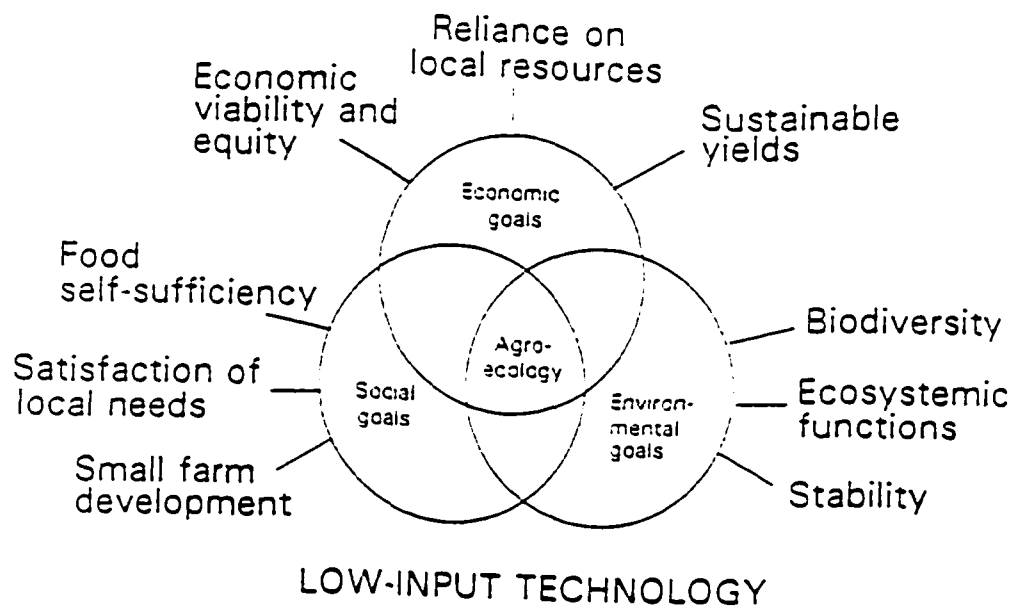 Reliance on
local resources
Economic
viability and
equity
Sustainable
yields
Economic
goals
Food
self-sufficiency
Satisfaction of
local needs
Small farm
development
Social
goals
Agro-
ecology
Environ-
mental
goals
Biodiversity
Ecosystemic
functions
Stability
LOW-INPUT TECHNOLOGY